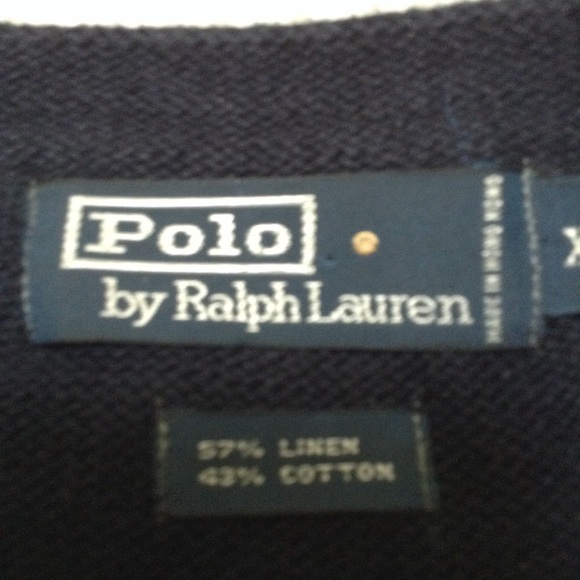 Polo
by Ralph Lauren
X
57% LINEN
43% COTTON